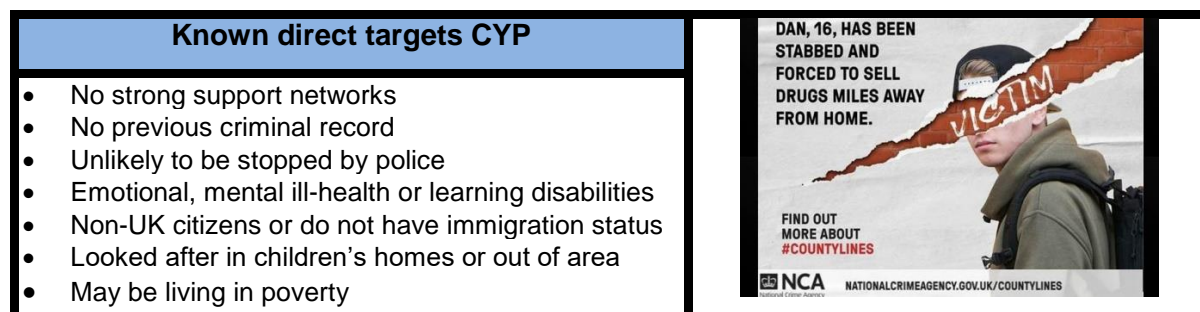 Known direct targets CYP
• No strong support networks
• No previous criminal record
• Unlikely to be stopped by police
• Emotional, mental ill-health or learning disabilities
• Non-UK citizens or do not have immigration status
• Looked after in children’s homes or out of area
• May be living in poverty
DAN, 16, HAS BEEN
STABBED AND
FORCED TO SELL
DRUGS MILES AWAY
FROM HOME.
VICTIM
FIND OUT
MORE ABOUT
#COUNTYLINES
NCA
National Crime Agency
NATIONALCRIMEAGENCY.GOV.UK/COUNTYLINES